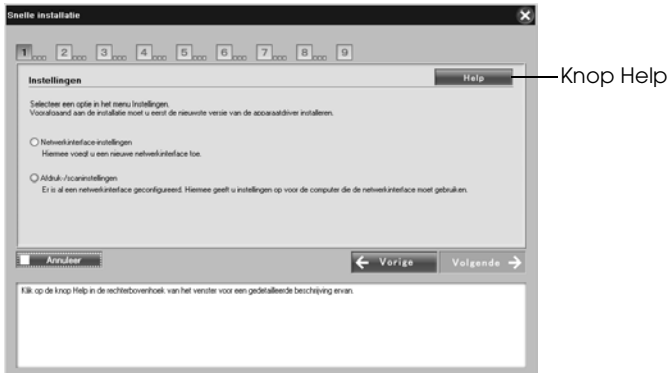 Snelle installatie
1 2 3 4 5 6 7 8 9
Instellingen
Help
Knop Help
Selecteer een optie in het menu Instellingen.
Voorafgaand aan de installatie moet u eerst de nieuwste versie van de apparaatdriver installeren.
Netwerkinterface-instellingen
Hiermee voegt u een nieuwe netwerkinterface toe.
Afdruk-/scaninstellingen
Er is al een netwerkinterface geconfigureerd. Hiermee geeft u instellingen op voor de computer die de netwerkinterface moet gebruiken.
Annuleer
Vorige
Volgende
Klik op de knop Help in de rechterbovenhoek van het venster voor een gedetailleerde beschrijving ervan.